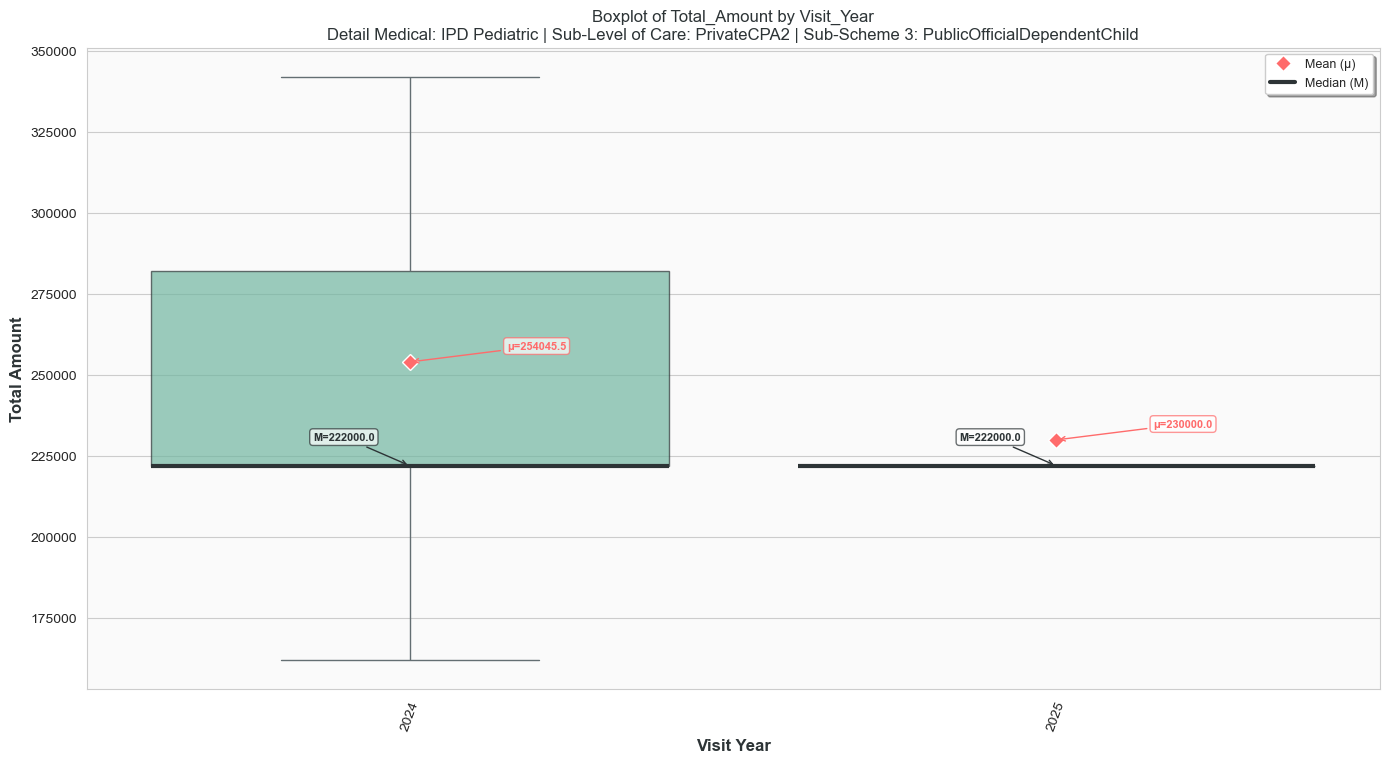 Boxplot of Total_Amount by Visit_Year
Detail Medical: IPD Pediatric | Sub-Level of Care: PrivateCPA2 | Sub-Scheme 3: PublicOfficialDependentChild
Mean (μ)
Median (M)
350000
325000
300000
275000
250000
225000
200000
175000
Total Amount
μ=254045.5
M=222000.0
μ=230000.0
M=222000.0
2024
2025
Visit Year